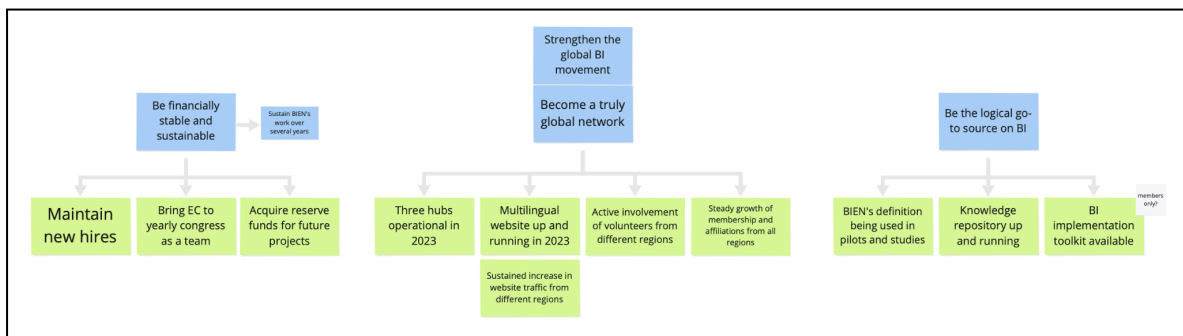 Strengthen the
global BI
movement
Become a truly
global network
Be financially
stable and
sustainable
Sustain BIEN's
work over
several years
Be the logical go-
to source on BI
Maintain
new hires
Bring EC to
yearly congress
as a team
Acquire reserve
funds for future
projects
Three hubs
operational in
2023
Multilingual
website up and
running in 2023
Sustained increase in
website traffic from
different regions
Active involvement
of volunteers from
different regions
Steady growth of
membership and
affiliations from all
regions
BIEN's definition
being used in
pilots and studies
Knowledge
repository up
and running
BI
implementation
toolkit available
members
only?